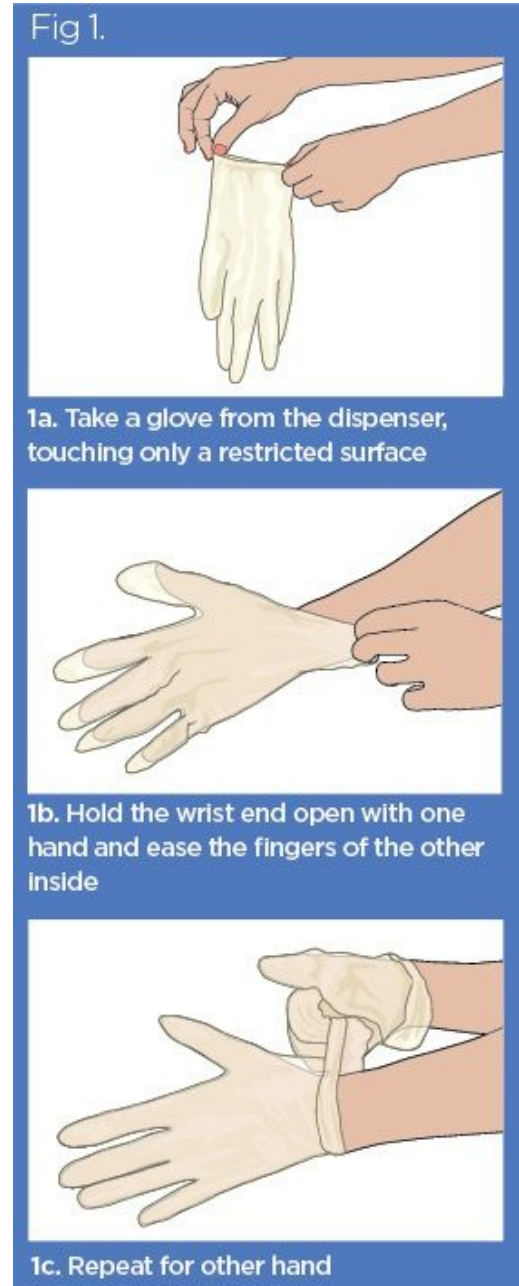 Fig 1.
1a. Take a glove from the dispenser,
touching only a restricted surface
1b. Hold the wrist end open with one
hand and ease the fingers of the other
inside
1c. Repeat for other hand